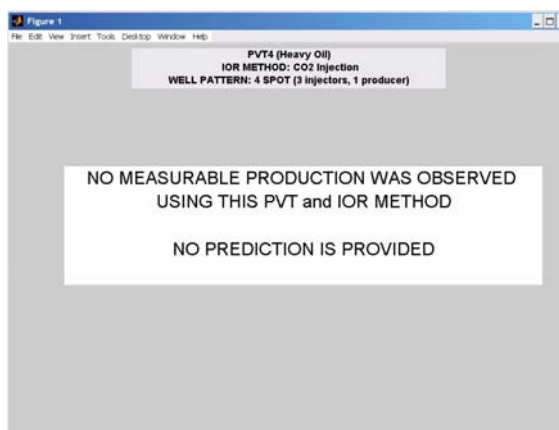 Figure 1
File Edit View Insert Tools Desktop Window Help
PVT4 (Heavy Oil)
IOR METHOD: CO2 Injection
WELL PATTERN: 4 SPOT (3 injectors, 1 producer)
NO MEASURABLE PRODUCTION WAS OBSERVED
USING THIS PVT and IOR METHOD
NO PREDICTION IS PROVIDED